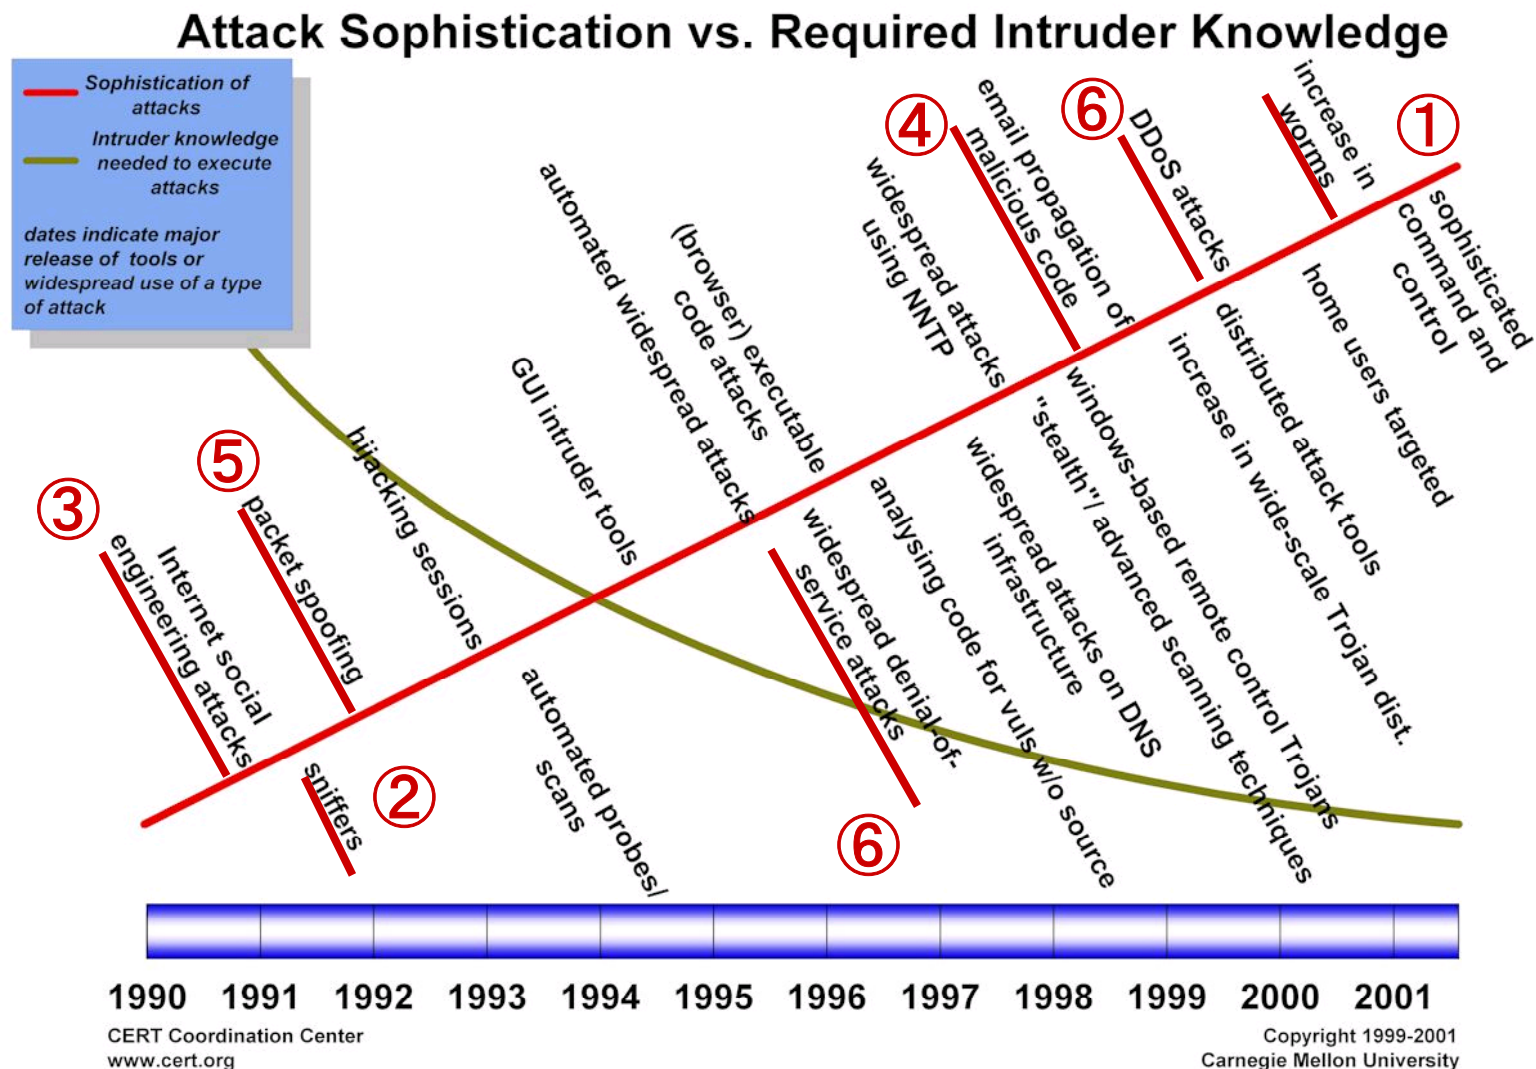 Attack Sophistication vs. Required Intruder Knowledge
Sophistication of
attacks
Intruder knowledge
needed to execute
attacks
dates indicate major
release of tools or
widespread use of a type
of attack
③
Internet social
engineering attacks
⑤
packet spoofing
②
sniffers
hijacking sessions
automated probes/
scans
GUI intruder tools
automated widespread attacks
(browser) executable
code attacks
widespread denial-of-
service attacks
⑥
analysing code for vuls w/o source
widespread attacks
using NNTP
widespread attacks on DNS
infrastructure
"stealth"/ advanced scanning techniques
④
email propagation of
malicious code
windows-based remote control Trojans
increase in wide-scale Trojan dist.
⑥
DDoS attacks
distributed attack tools
increase in
worms
①
home users targeted
sophisticated
command and
control
1990 1991 1992 1993 1994 1995 1996 1997 1998 1999 2000 2001
CERT Coordination Center
www.cert.org
Copyright 1999-2001
Carnegie Mellon University